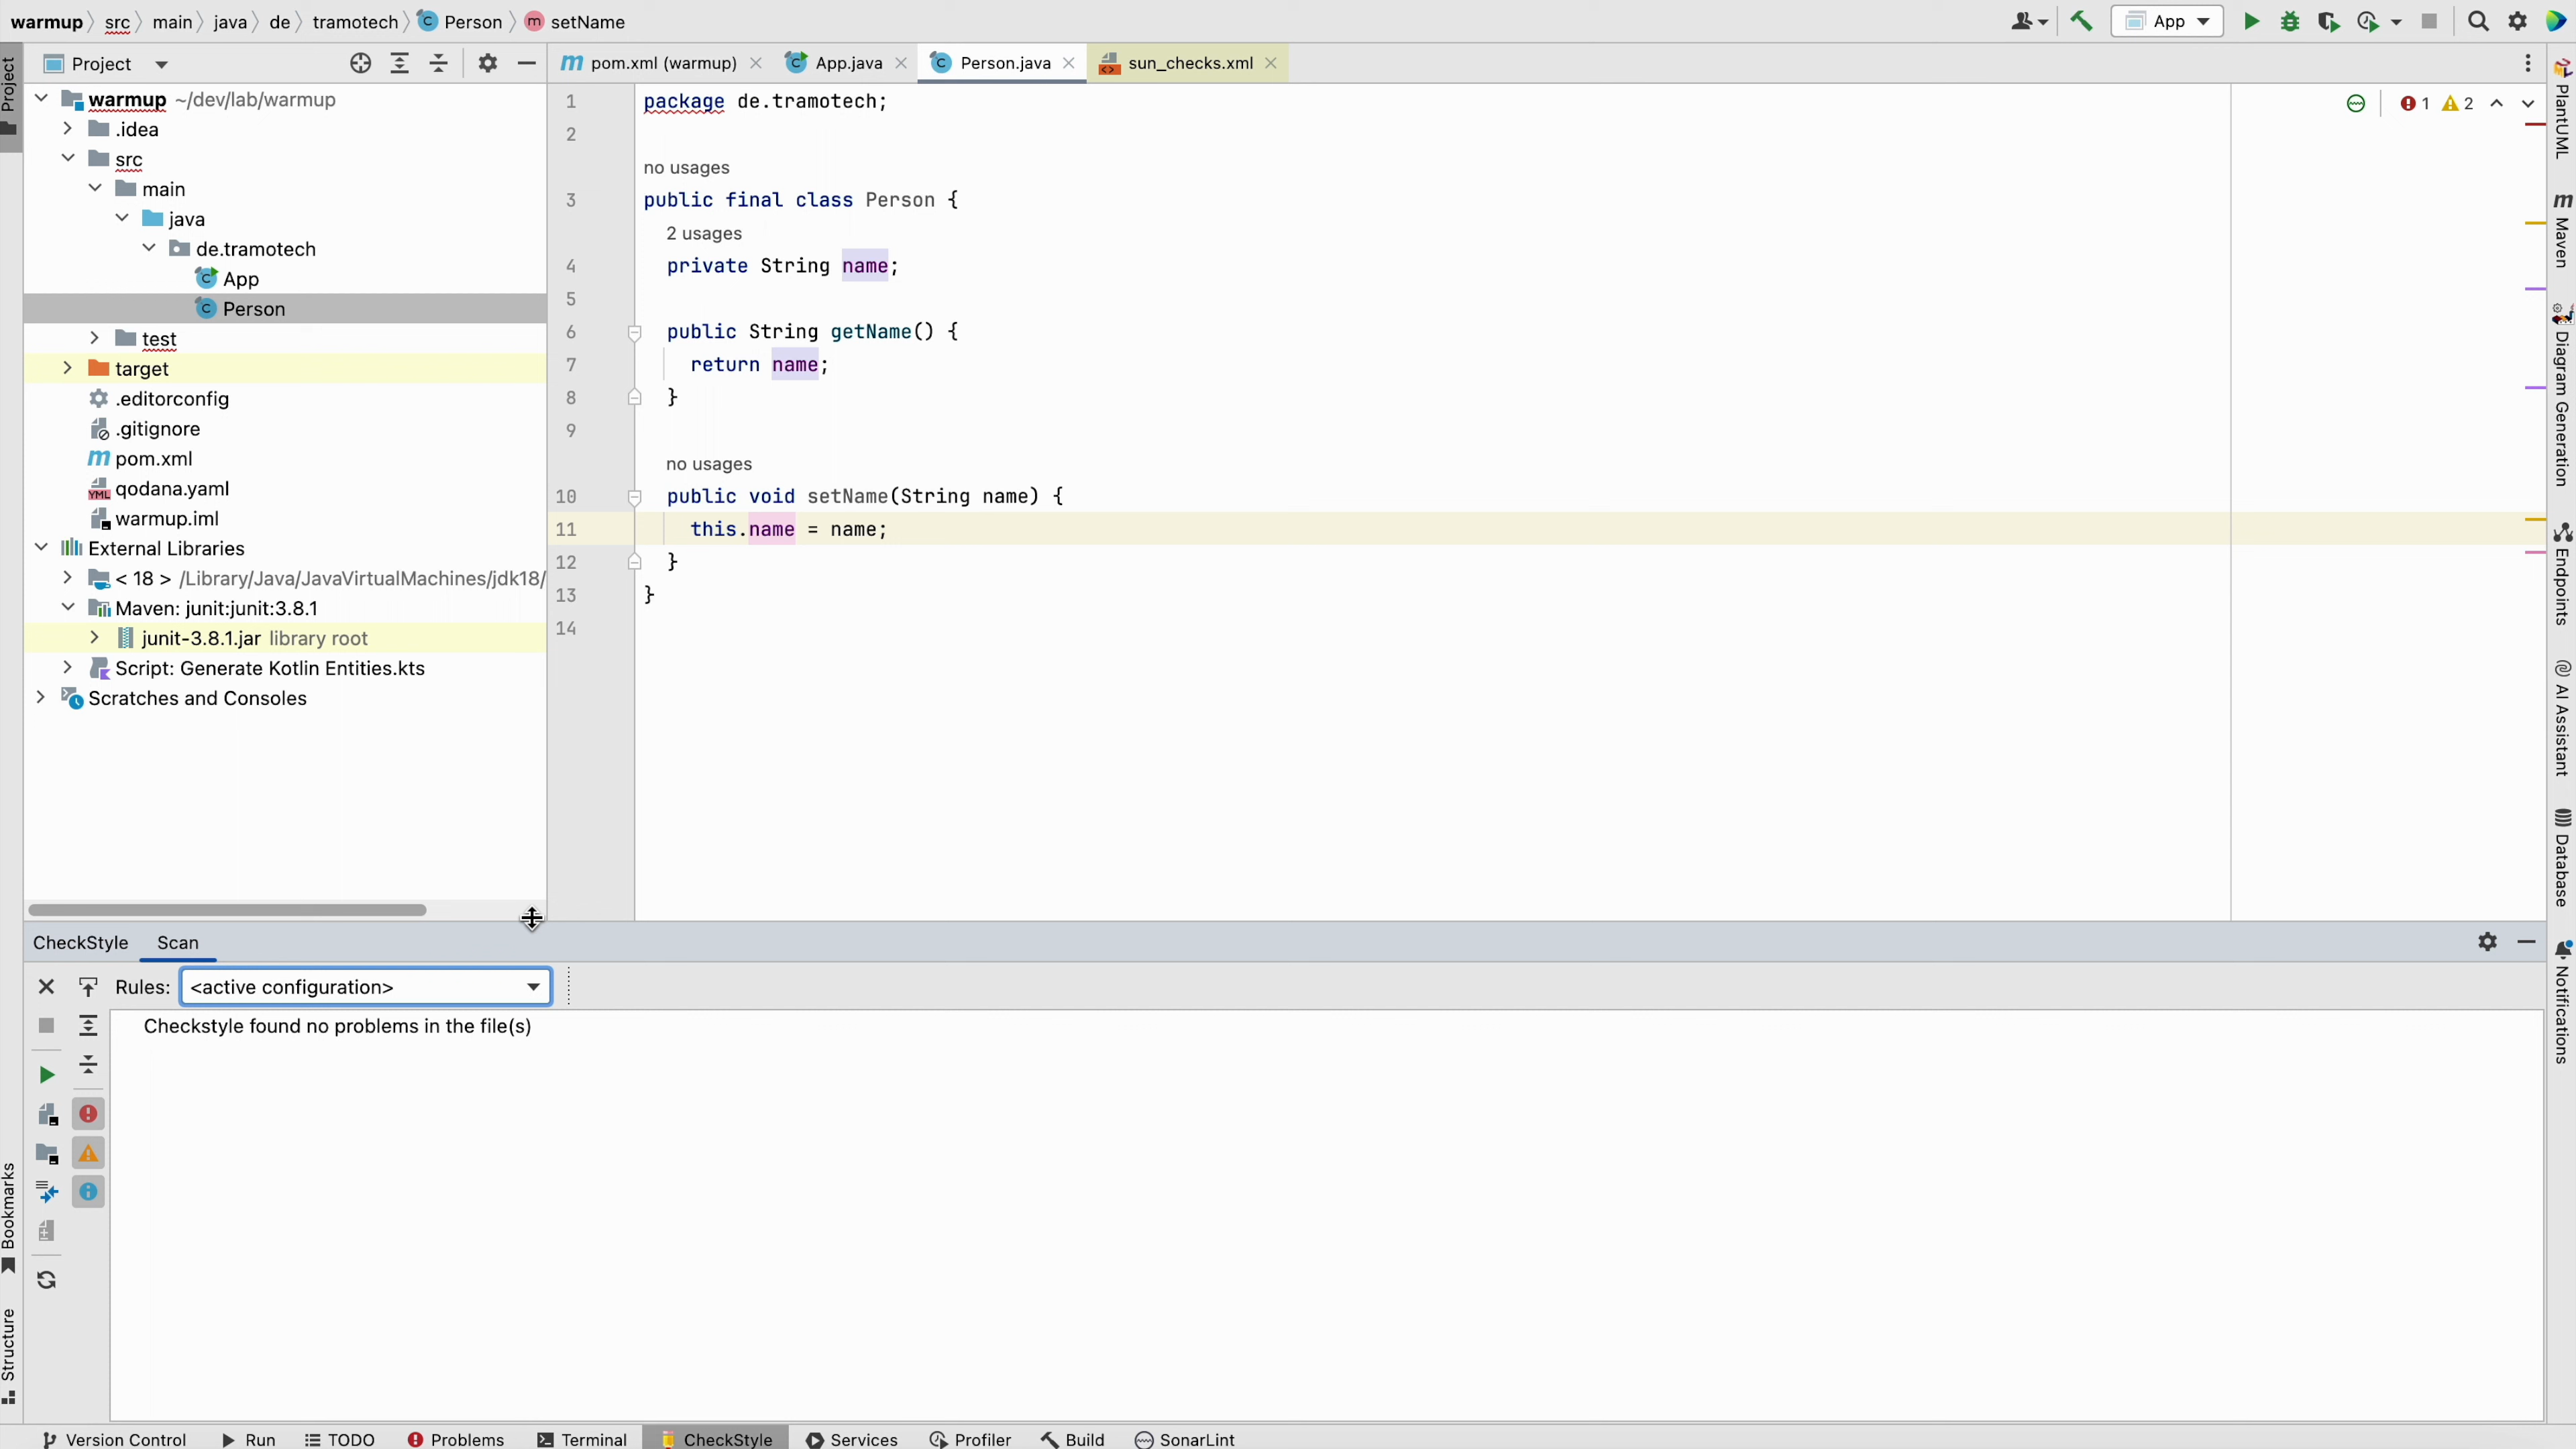 warmup src main java de tramotech Person setName
App
Project
pom.xml (warmup) App.java Person.java sun_checks.xml
Project
warmup ~/dev/lab/warmup
.idea
src
main
java
de.tramotech
App
Person
test
target
.editorconfig
.gitignore
pom.xml
qodana.yaml
warmup.iml
External Libraries
< 18 > /Library/Java/JavaVirtualMachines/jdk18/
Maven: junit:junit:3.8.1
junit-3.8.1.jar library root
Script: Generate Kotlin Entities.kts
Scratches and Consoles
1 package de.tramotech;
1 2
2
no usages
3 public final class Person {
2 usages
4 private String name;
5
6 public String getName() {
7 return name;
8 }
9
no usages
10 public void setName(String name) {
11 this.name = name;
12 }
13 }
14
PlantUML
Maven
Diagram Generation
Endpoints
AI Assistant
Database
Notifications
CheckStyle Scan
Rules: <active configuration>
Checkstyle found no problems in the file(s)
Bookmarks
Structure
Version Control Run TODO Problems Terminal CheckStyle Services Profiler Build SonarLint